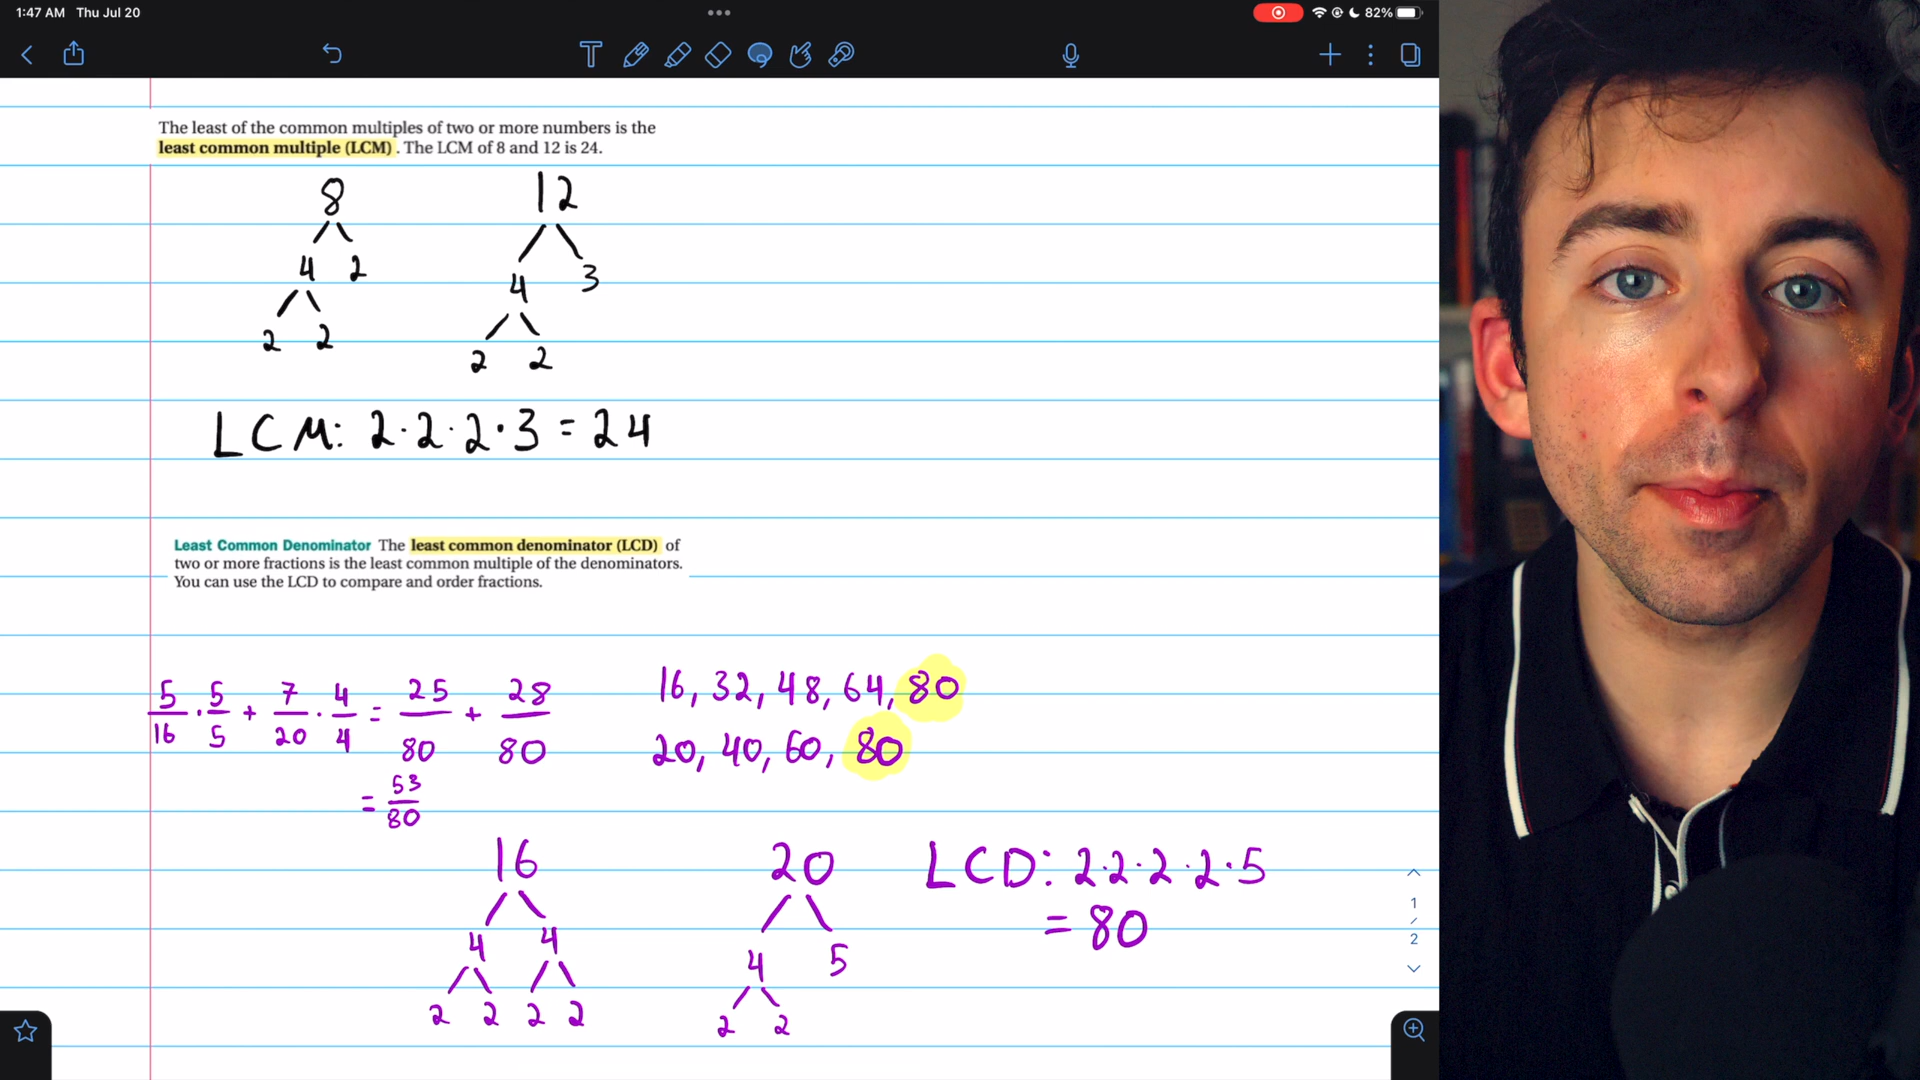 1:47 AM Thu Jul 20
82%
The least of the common multiples of two or more numbers is the
least common multiple (LCM) . The LCM of 8 and 12 is 24.
8 12
4 2 4 3
2 2 2 2
LCM: 2·2·2·3 = 24
Least Common Denominator The least common denominator (LCD) of
two or more fractions is the least common multiple of the denominators.
You can use the LCD to compare and order fractions.
5/16 · 5/5 + 7/20 · 4/4 = 25/80 + 28/80
= 53/80
16, 32, 48, 64, 80
20, 40, 60, 80
16 20
4 4 4 5
2 2 2 2 2 2
LCD: 2·2·2·2·5
= 80
1
/
2